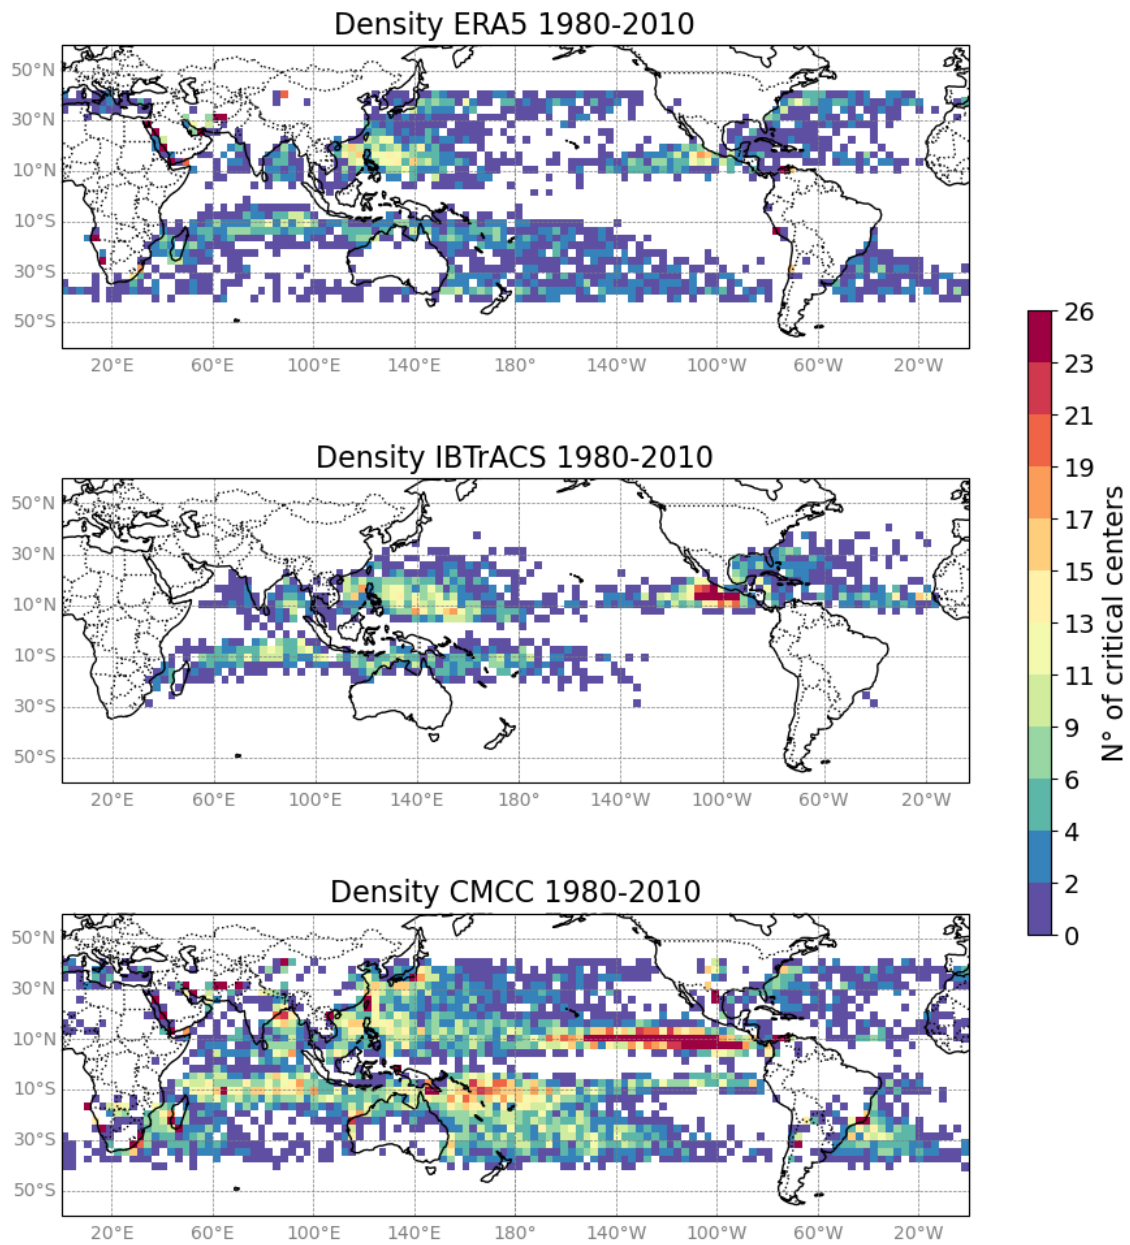 Density ERA5 1980-2010
50°N
30°N
10°N
10°S
30°S
50°S
20°E 60°E 100°E 140°E 180° 140°W 100°W 60°W 20°W
Density IBTrACS 1980-2010
50°N
30°N
10°N
10°S
30°S
50°S
20°E 60°E 100°E 140°E 180° 140°W 100°W 60°W 20°W
Density CMCC 1980-2010
50°N
30°N
10°N
10°S
30°S
50°S
20°E 60°E 100°E 140°E 180° 140°W 100°W 60°W 20°W
26
23
21
19
17
15
13
11
9
6
4
2
0
N° of critical centers